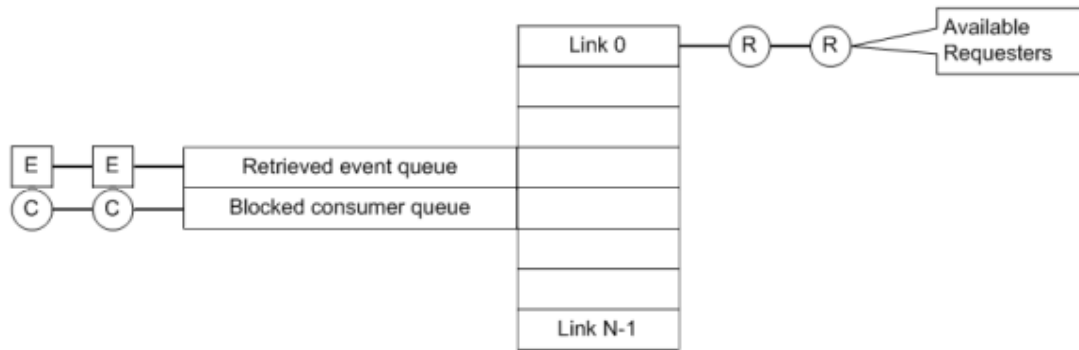 Link 0
R
R
Available
Requesters
E
E
Retrieved event queue
C
C
Blocked consumer queue
Link N-1